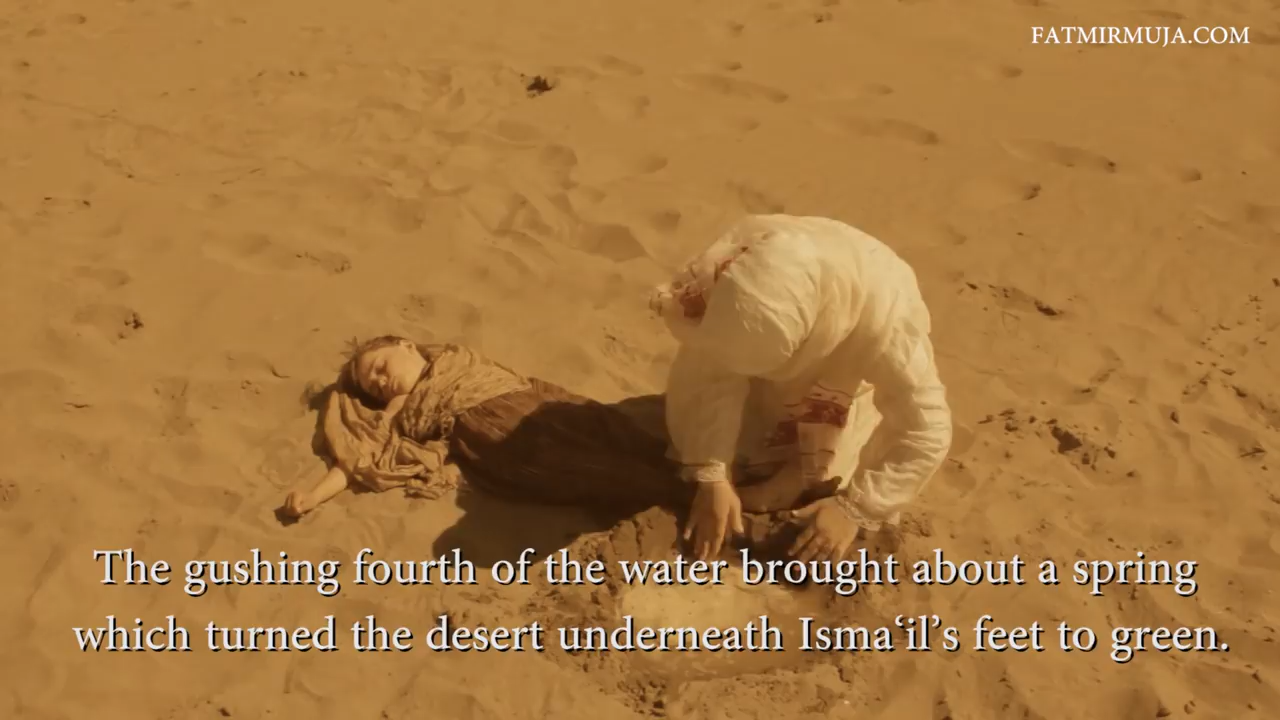 FATMIRMUJA.COM
The gushing fourth of the water brought about a spring
which turned the desert underneath Isma‘il’s feet to green.